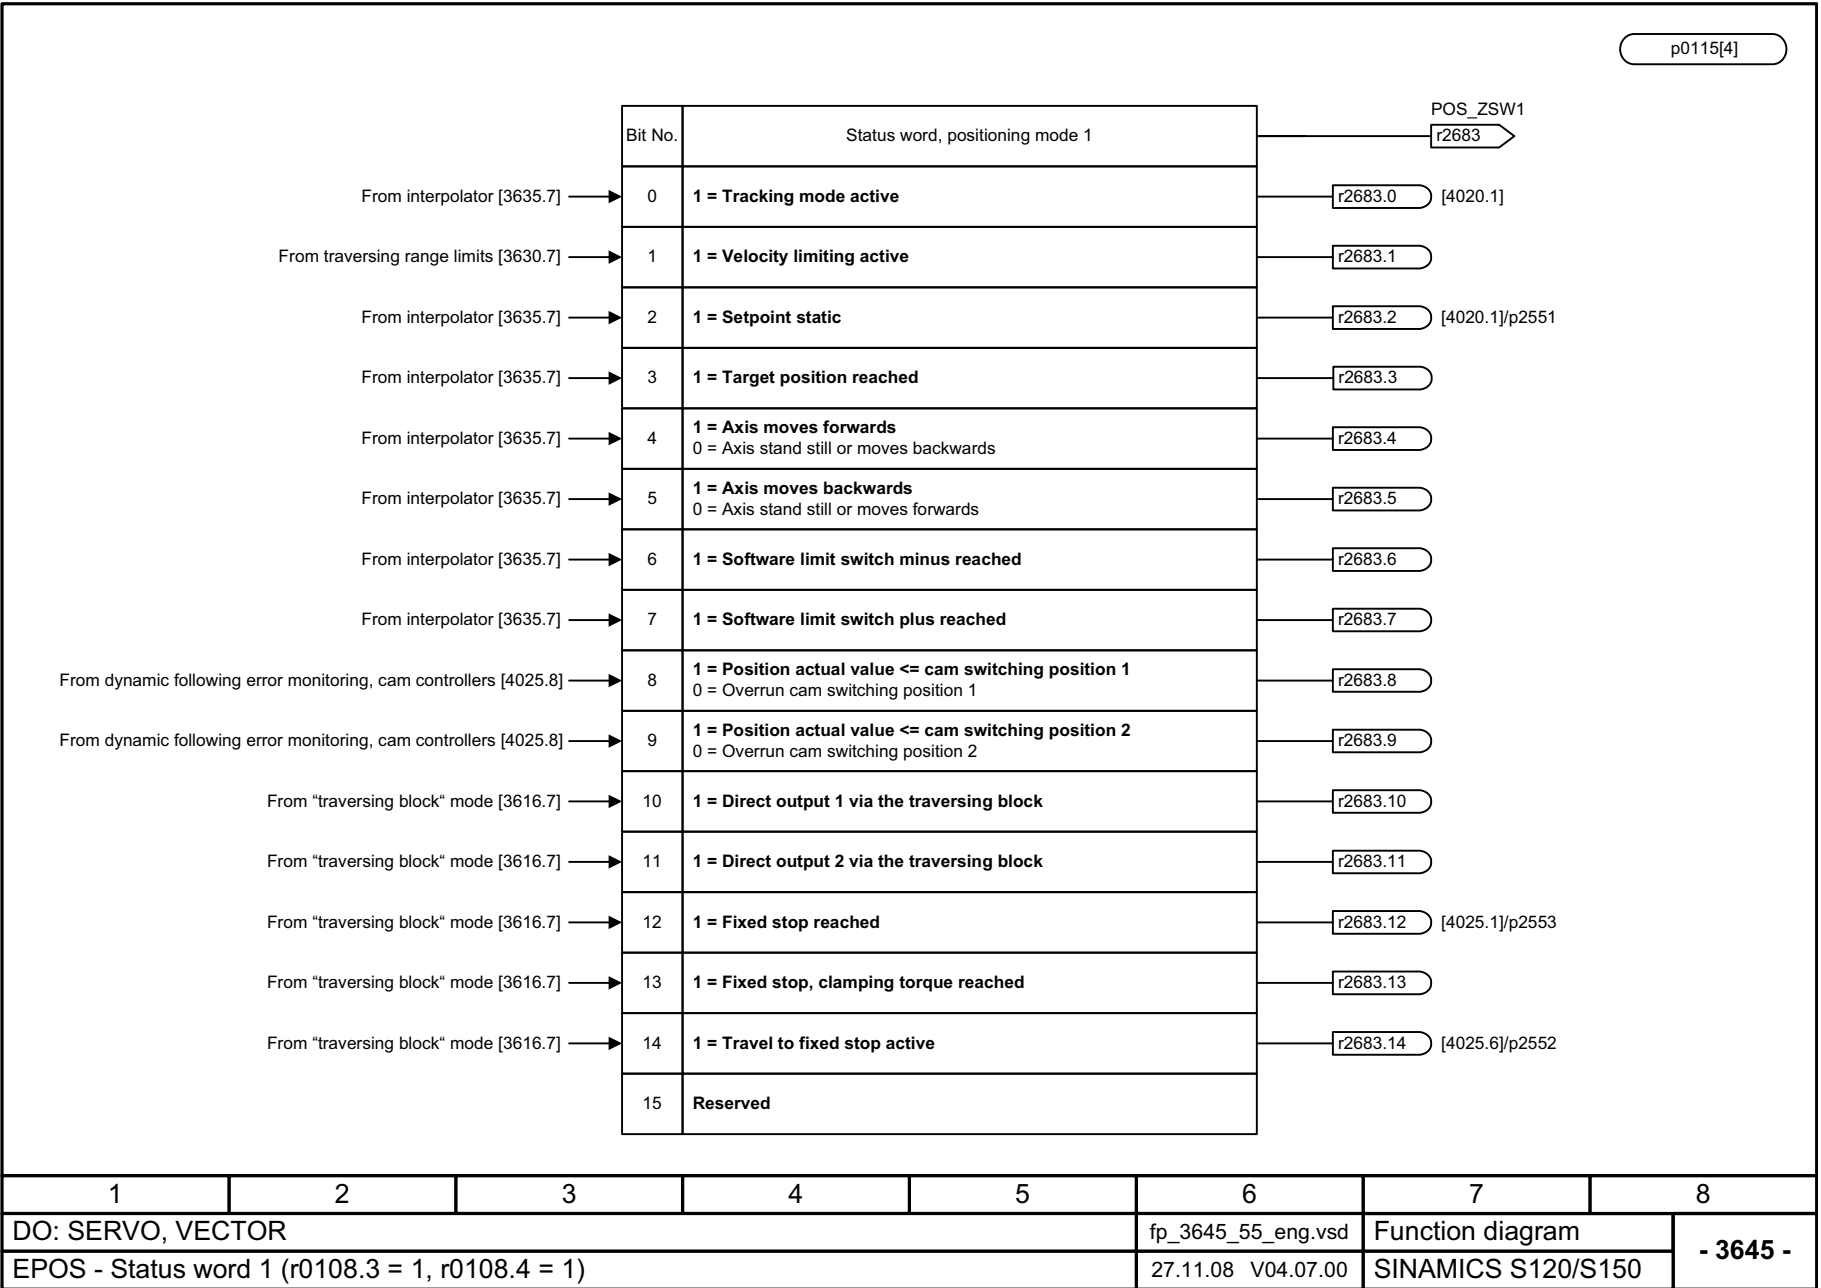 p0115[4]
POS_ZSW1
Bit No. Status word, positioning mode 1 r2683
From interpolator [3635.7] 0 1 = Tracking mode active r2683.0 [4020.1]
From traversing range limits [3630.7] 1 1 = Velocity limiting active r2683.1
From interpolator [3635.7] 2 1 = Setpoint static r2683.2 [4020.1]/p2551
From interpolator [3635.7] 3 1 = Target position reached r2683.3
From interpolator [3635.7] 4 1 = Axis moves forwards r2683.4
0 = Axis stand still or moves backwards
From interpolator [3635.7] 5 1 = Axis moves backwards r2683.5
0 = Axis stand still or moves forwards
From interpolator [3635.7] 6 1 = Software limit switch minus reached r2683.6
From interpolator [3635.7] 7 1 = Software limit switch plus reached r2683.7
From dynamic following error monitoring, cam controllers [4025.8] 8 1 = Position actual value <= cam switching position 1 r2683.8
0 = Overrun cam switching position 1
From dynamic following error monitoring, cam controllers [4025.8] 9 1 = Position actual value <= cam switching position 2 r2683.9
0 = Overrun cam switching position 2
From “traversing block“ mode [3616.7] 10 1 = Direct output 1 via the traversing block r2683.10
From “traversing block“ mode [3616.7] 11 1 = Direct output 2 via the traversing block r2683.11
From “traversing block“ mode [3616.7] 12 1 = Fixed stop reached r2683.12 [4025.1]/p2553
From “traversing block“ mode [3616.7] 13 1 = Fixed stop, clamping torque reached r2683.13
From “traversing block“ mode [3616.7] 14 1 = Travel to fixed stop active r2683.14 [4025.6]/p2552
15 Reserved
1 2 3 4 5 6 7 8
DO: SERVO, VECTOR fp_3645_55_eng.vsd Function diagram
- 3645 -
EPOS - Status word 1 (r0108.3 = 1, r0108.4 = 1) 27.11.08 V04.07.00 SINAMICS S120/S150